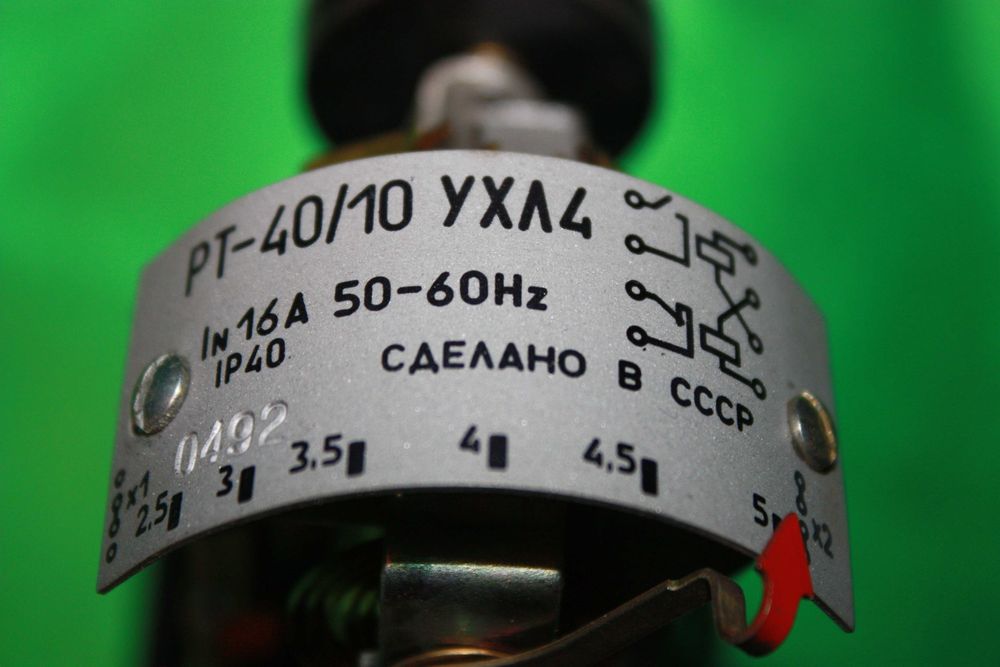 РТ-40/10 УХЛ4
IN 16А 50-60Hz
IP40
СДЕЛАНО В СССР
0492
x1 2,5 3 3,5 4 4,5 5 x2